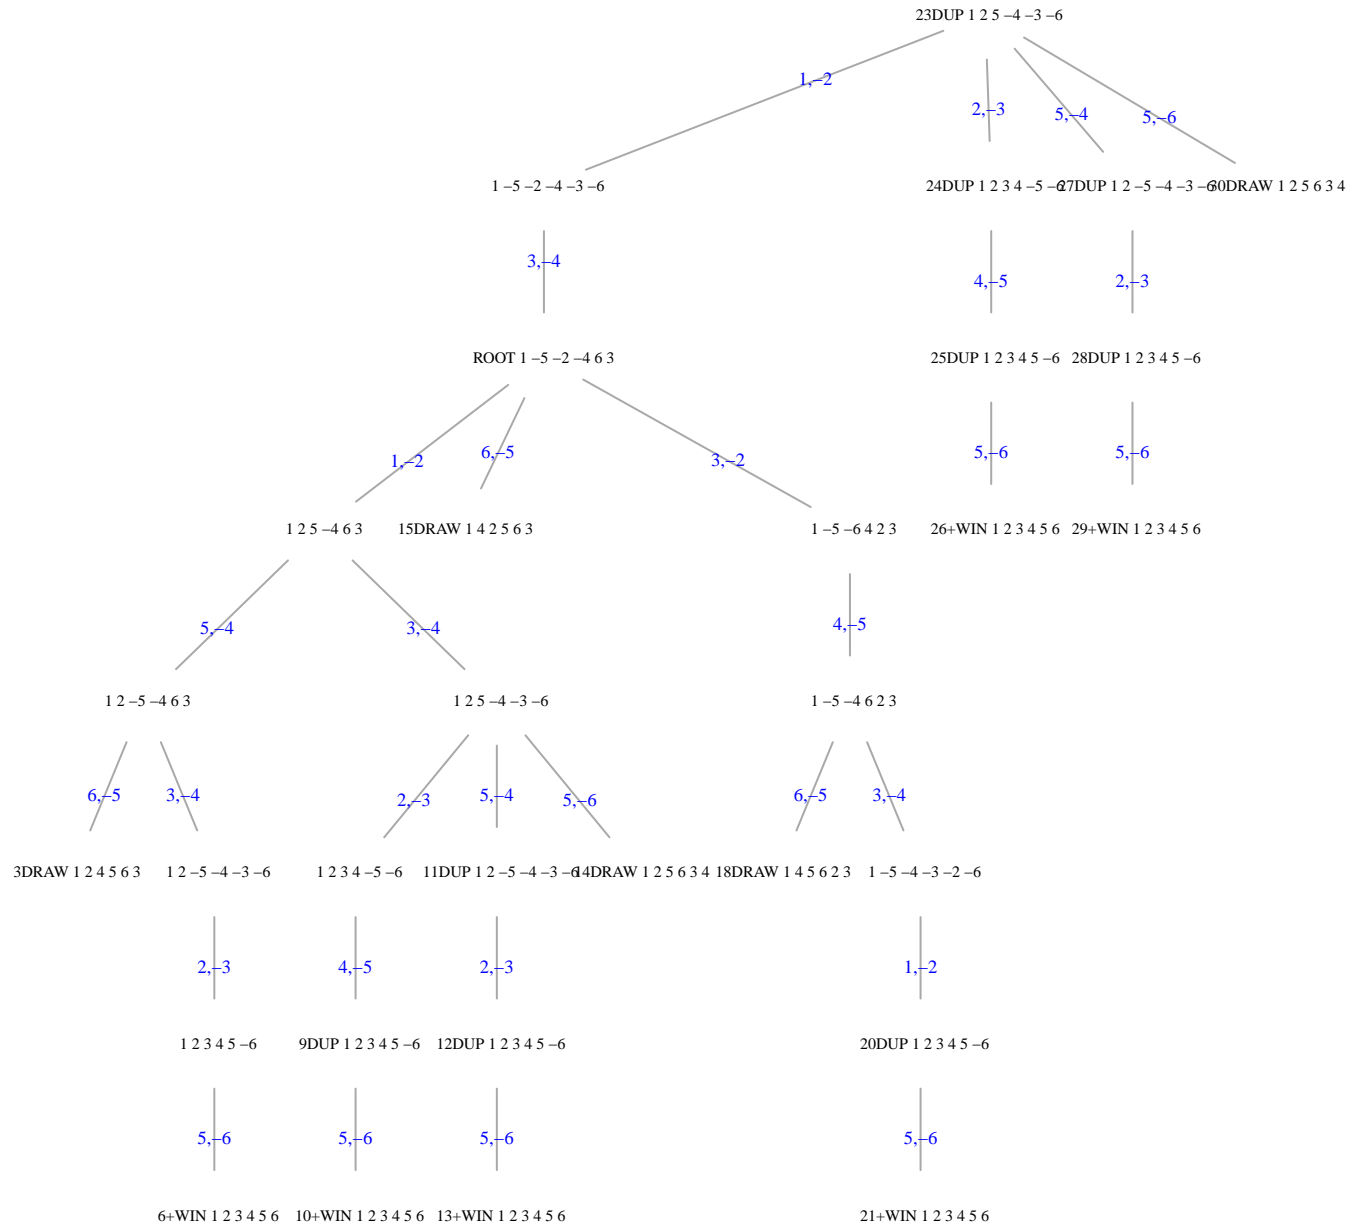 23DUP 1 2 5 –4 –3 –6
1,–2
2,–3
5,–4
5,–6
1 –5 –2 –4 –3 –6
24DUP 1 2 3 4 –5 –6
27DUP 1 2 –5 –4 –3 –6
30DRAW 1 2 5 6 3 4
3,–4
4,–5
2,–3
ROOT 1 –5 –2 –4 6 3
25DUP 1 2 3 4 5 –6
28DUP 1 2 3 4 5 –6
1,–2
6,–5
3,–2
5,–6
5,–6
1 2 5 –4 6 3
15DRAW 1 4 2 5 6 3
1 –5 –6 4 2 3
26+WIN 1 2 3 4 5 6
29+WIN 1 2 3 4 5 6
5,–4
3,–4
4,–5
1 2 –5 –4 6 3
1 2 5 –4 –3 –6
1 –5 –4 6 2 3
6,–5
3,–4
2,–3
5,–4
5,–6
6,–5
3,–4
3DRAW 1 2 4 5 6 3
1 2 –5 –4 –3 –6
1 2 3 4 –5 –6
11DUP 1 2 –5 –4 –3 –6
14DRAW 1 2 5 6 3 4
18DRAW 1 4 5 6 2 3
1 –5 –4 –3 –2 –6
2,–3
4,–5
2,–3
1,–2
1 2 3 4 5 –6
9DUP 1 2 3 4 5 –6
12DUP 1 2 3 4 5 –6
20DUP 1 2 3 4 5 –6
5,–6
5,–6
5,–6
5,–6
6+WIN 1 2 3 4 5 6
10+WIN 1 2 3 4 5 6
13+WIN 1 2 3 4 5 6
21+WIN 1 2 3 4 5 6